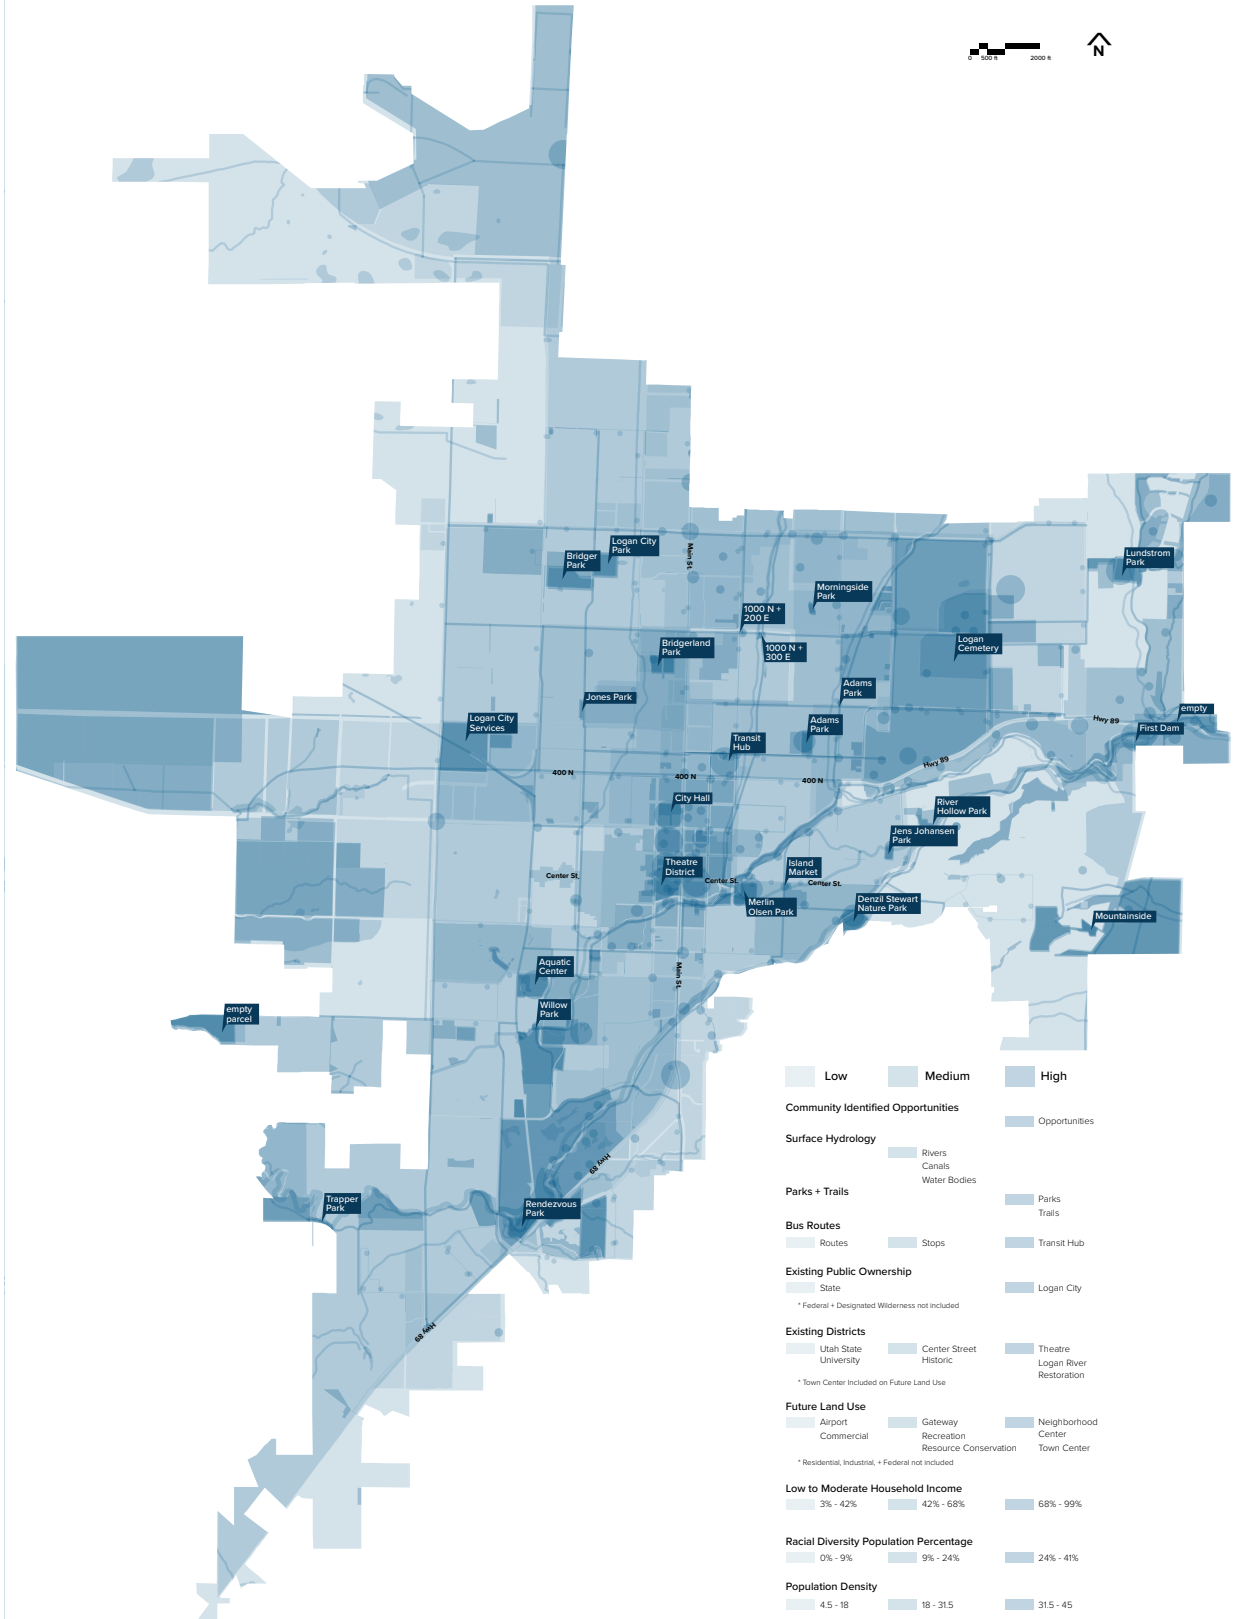 N
0 500 ft 2000 ft
Logan City
Park
Bridger
Park
Main St.
Lundstrom
Park
Morningside
Park
1000 N +
200 E
1000 N +
300 E
Logan
Cemetery
Bridgerland
Park
Adams
Park
Jones Park
empty
Logan City
Services
Adams
Park
Hwy 89
First Dam
Transit
Hub
Hwy 89
400 N
400 N
400 N
City Hall
River
Hollow Park
Jens Johansen
Park
Theatre
District
Island
Market
Center St.
Center St.
Center St.
Merlin
Olsen Park
Denzil Stewart
Nature Park
Mountainside
Aquatic
Center
Main St.
Willow
Park
empty
parcel
Hwy 89
Trapper
Park
Rendezvous
Park
Hwy 89
Low Medium High
Community Identified Opportunities
Opportunities
Surface Hydrology
Rivers
Canals
Water Bodies
Parks + Trails
Parks
Trails
Bus Routes
Routes Stops Transit Hub
Existing Public Ownership
State Logan City
* Federal + Designated Wilderness not included
Existing Districts
Utah State Center Street Theatre
University Historic Logan River
Restoration
* Town Center Included on Future Land Use
Future Land Use
Airport Gateway Neighborhood
Commercial Recreation Center
Resource Conservation Town Center
* Residential, Industrial, + Federal not included
Low to Moderate Household Income
3% - 42% 42% - 68% 68% - 99%
Racial Diversity Population Percentage
0% - 9% 9% - 24% 24% - 41%
Population Density
4.5 - 18 18 - 31.5 31.5 - 45